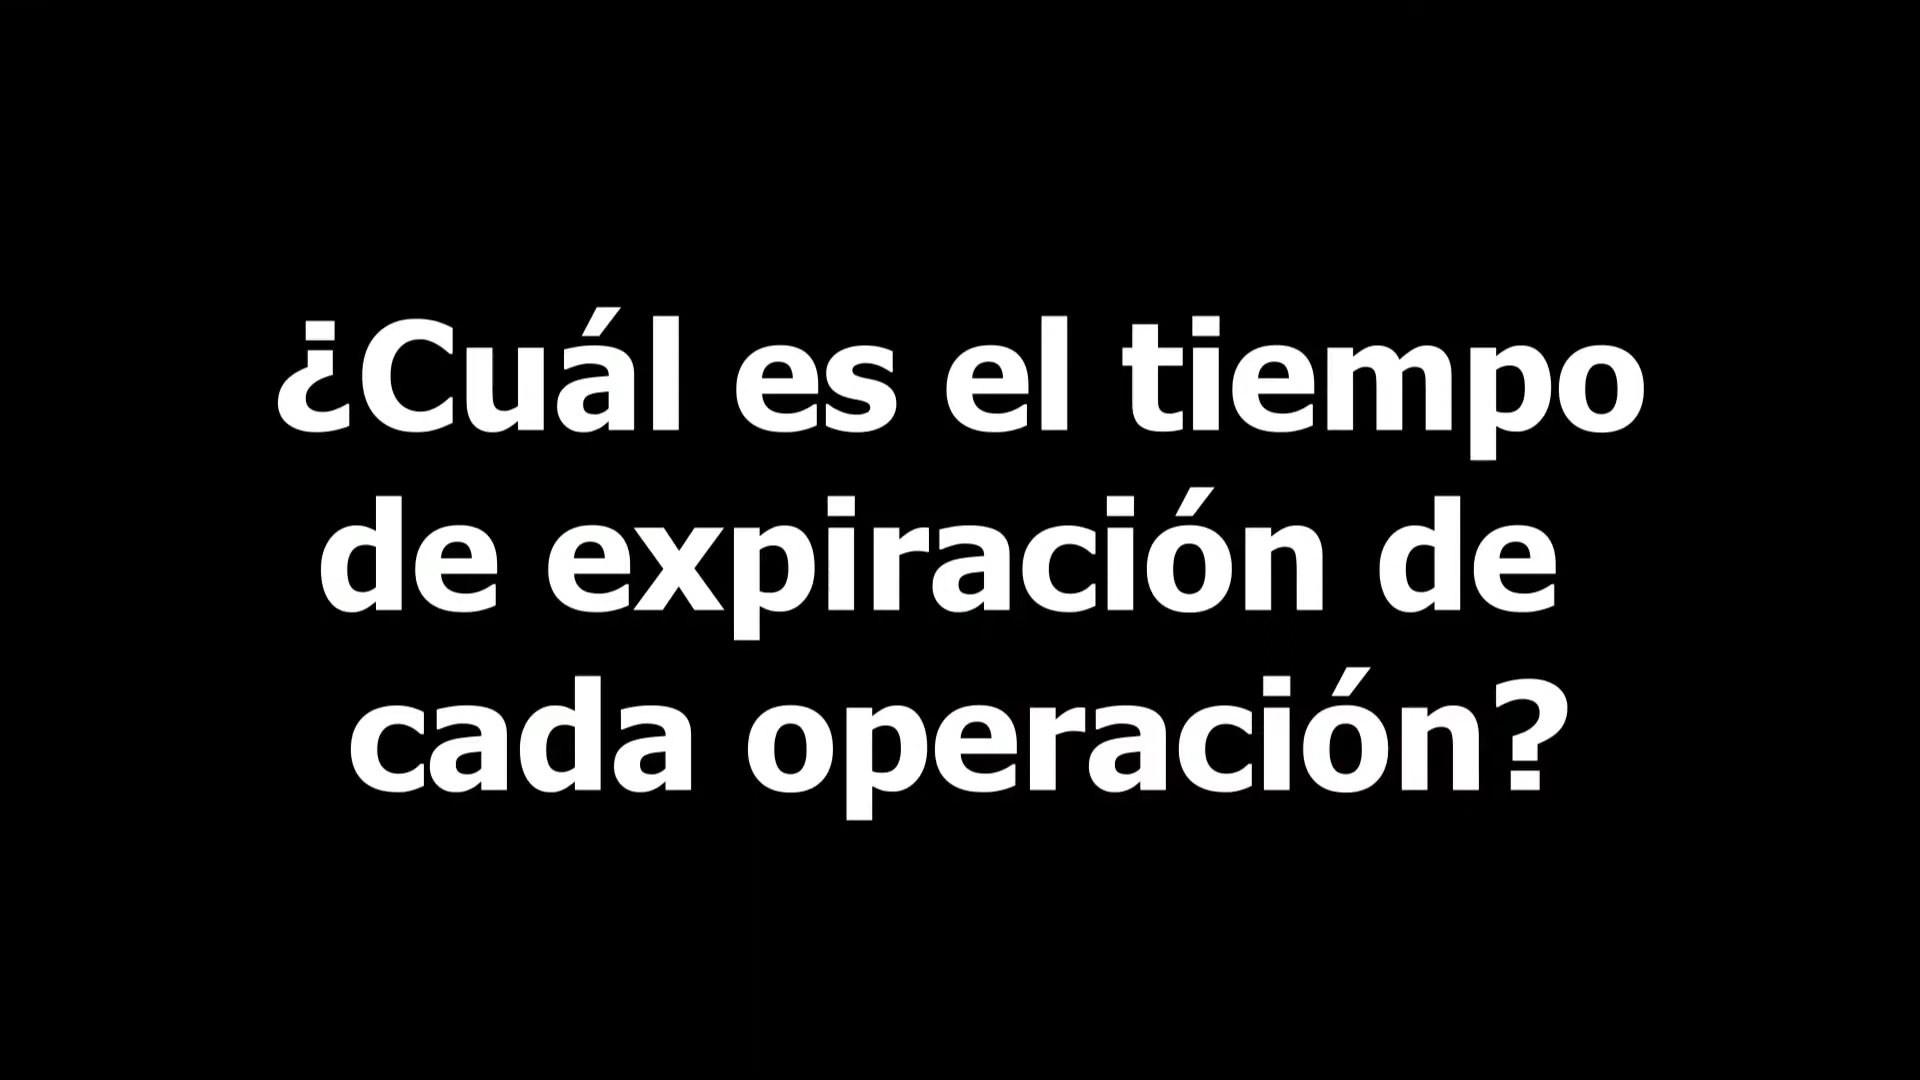 ¿Cuál es el tiempo
de expiración de
cada operación?